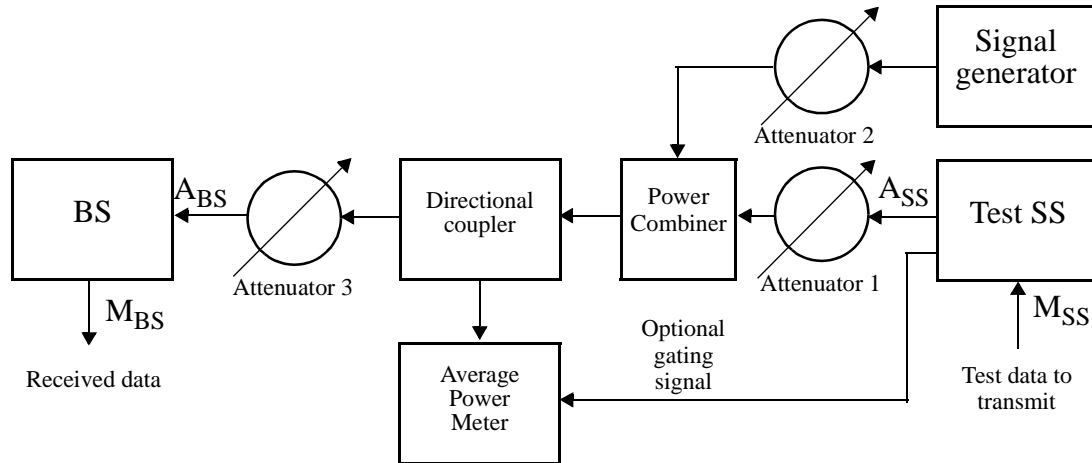 Signal
generator
Attenuator 2
BS
A_BS
Attenuator 3
Directional
coupler
Power
Combiner
A_SS
Attenuator 1
Test SS
M_BS
Received data
Average
Power
Meter
Optional
gating
signal
M_SS
Test data to
transmit